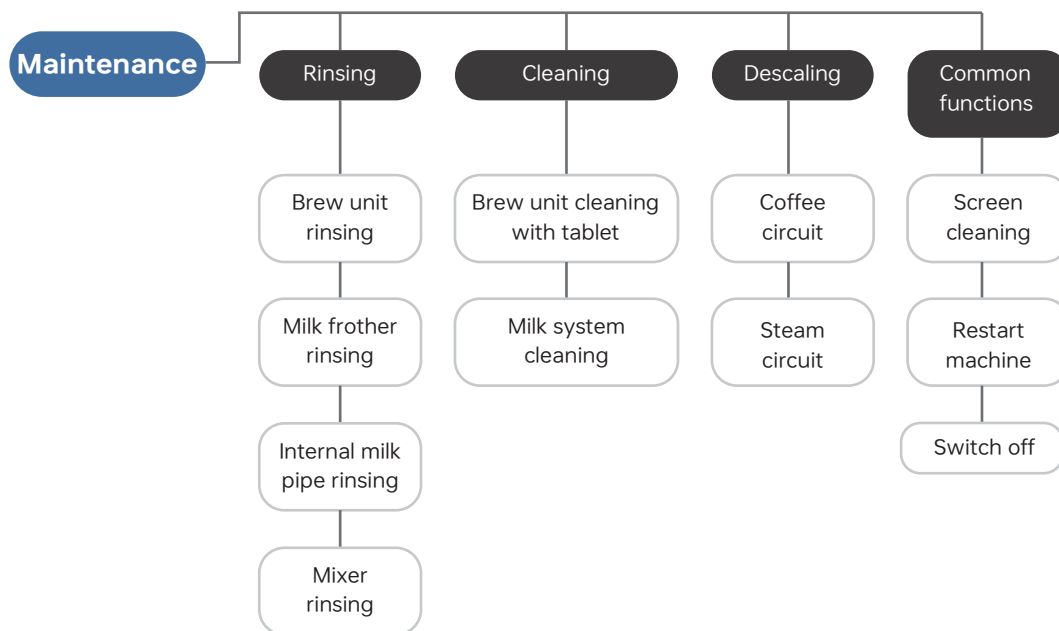 Maintenance
Rinsing
Cleaning
Descaling
Common
functions
Brew unit
rinsing
Brew unit cleaning
with tablet
Coffee
circuit
Screen
cleaning
Milk frother
rinsing
Milk system
cleaning
Steam
circuit
Restart
machine
Internal milk
pipe rinsing
Switch off
Mixer
rinsing